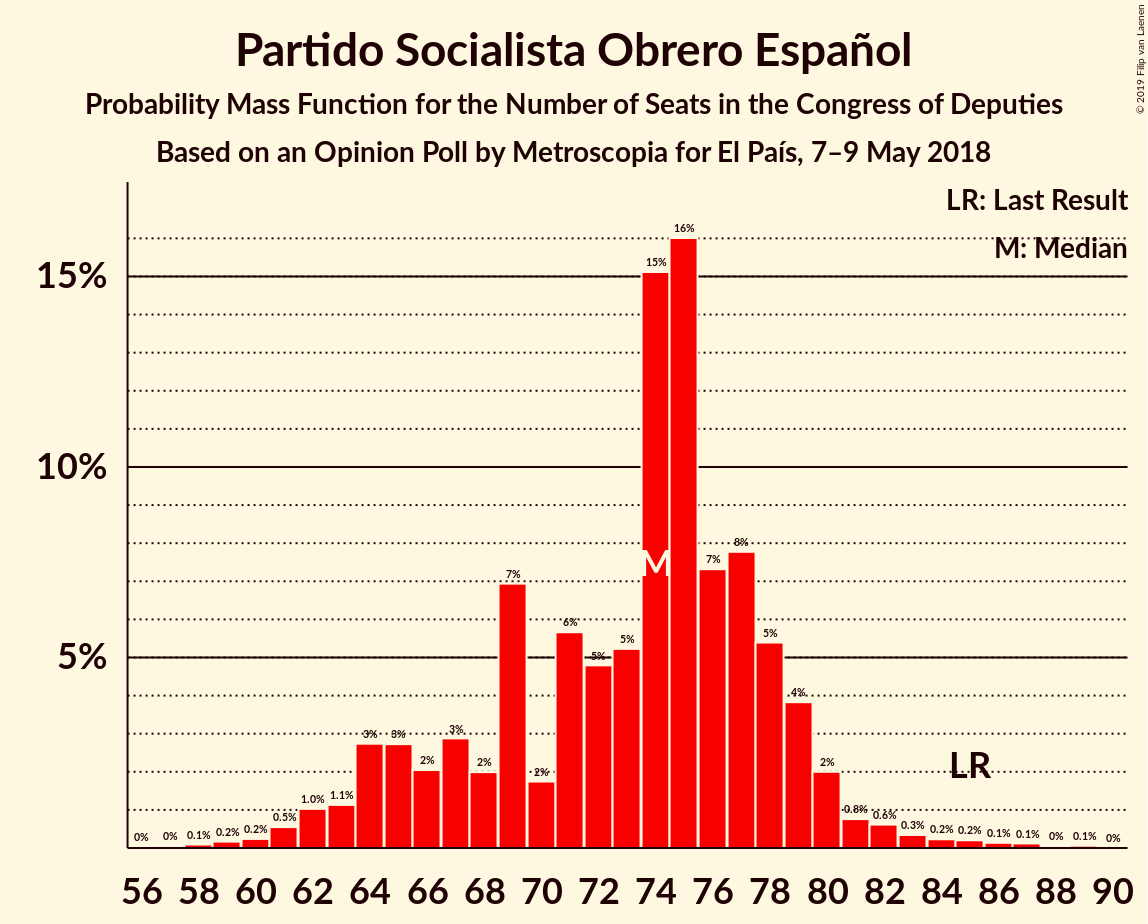 Partido Socialista Obrero Español
Probability Mass Function for the Number of Seats in the Congress of Deputies
Based on an Opinion Poll by Metroscopia for El País, 7–9 May 2018
© 2019 Filip van Laenen
LR: Last Result
M: Median
15%
10%
5%
0% 0% 0.1% 0.2% 0.2% 0.5% 1.0% 1.1% 3% 3% 2% 3% 2% 7% 2% 6% 5% 5% 15% 16% 7% 8% 5% 4% 2% 0.8% 0.6% 0.3% 0.2% 0.2% 0.1% 0.1% 0% 0.1% 0%
M
LR
56 58 60 62 64 66 68 70 72 74 76 78 80 82 84 86 88 90